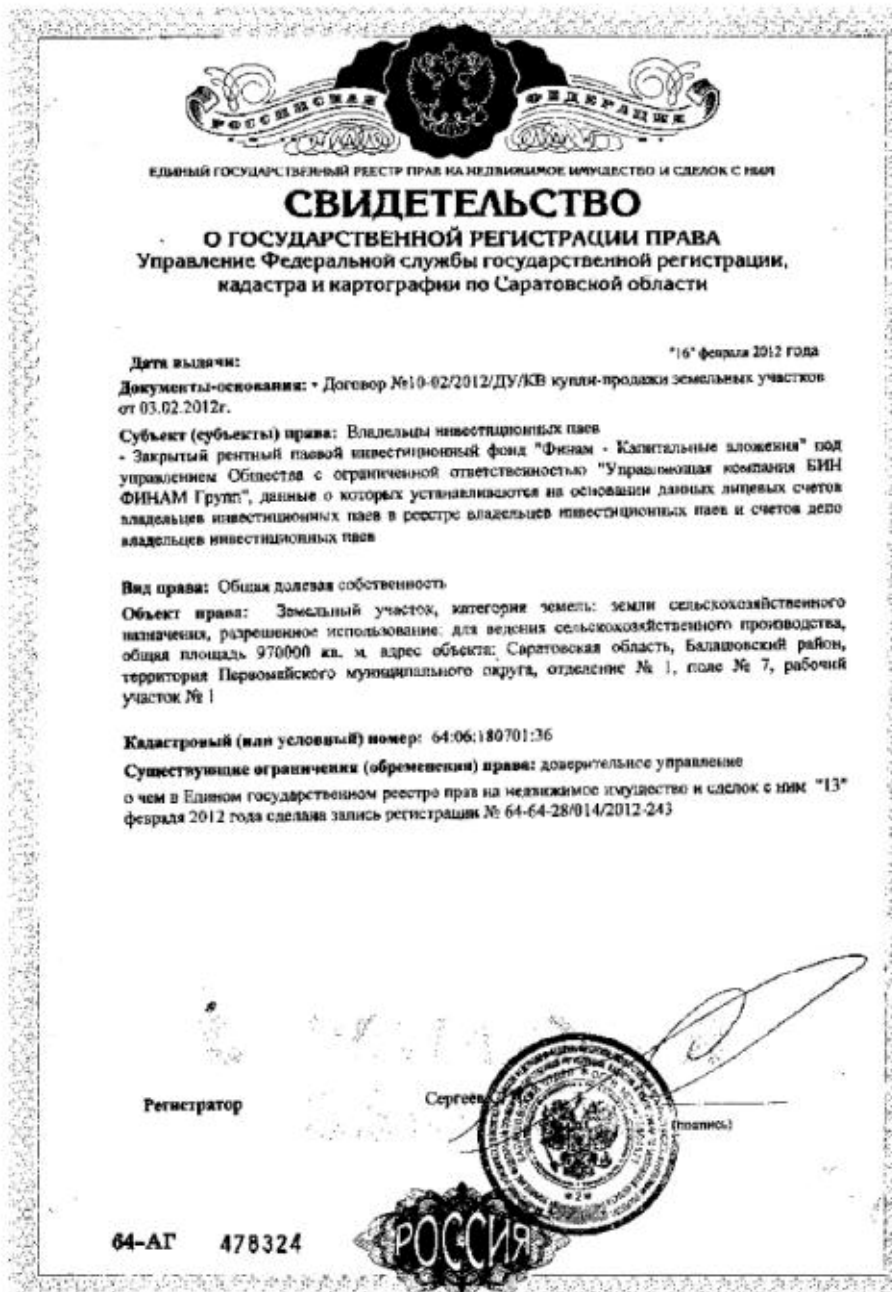 РОССИЙСКАЯ ФЕДЕРАЦИЯ
ЕДИНЫЙ ГОСУДАРСТВЕННЫЙ РЕЕСТР ПРАВ НА НЕДВИЖИМОЕ ИМУЩЕСТВО И СДЕЛОК С НИМ
СВИДЕТЕЛЬСТВО
О ГОСУДАРСТВЕННОЙ РЕГИСТРАЦИИ ПРАВА
Управление Федеральной службы государственной регистрации,
кадастра и картографии по Саратовской области
Дата выдачи: "16" февраля 2012 года
Документы-основания: • Договор №10-02/2012/ДУ/КВ купли-продажи земельных участков
от 03.02.2012г.
Субъект (субъекты) права: Владельцы инвестиционных паев
- Закрытый рентный паевой инвестиционный фонд "Финам - Капитальные вложения" под
управлением Общества с ограниченной ответственностью "Управляющая компания БИН
ФИНАМ Групп", данные о которых устанавливаются на основании данных лицевых счетов
владельцев инвестиционных паев в реестре владельцев инвестиционных паев и счетов депо
владельцев инвестиционных паев
Вид права: Общая долевая собственность
Объект права: Земельный участок, категория земель: земли сельскохозяйственного
назначения, разрешенное использование: для ведения сельскохозяйственного производства,
общая площадь 970000 кв. м, адрес объекта: Саратовская область, Балашовский район,
территория Первомайского муниципального округа, отделение № 1, поле № 7, рабочий
участок № 1
Кадастровый (или условный) номер: 64:06:180701:36
Существующие ограничения (обременения) права: доверительное управление
о чем в Едином государственном реестре прав на недвижимое имущество и сделок с ним "13"
февраля 2012 года сделана запись регистрации № 64-64-28/014/2012-243
Регистратор Сергеев
(подпись)
64-АГ 478324
РОССИЯ